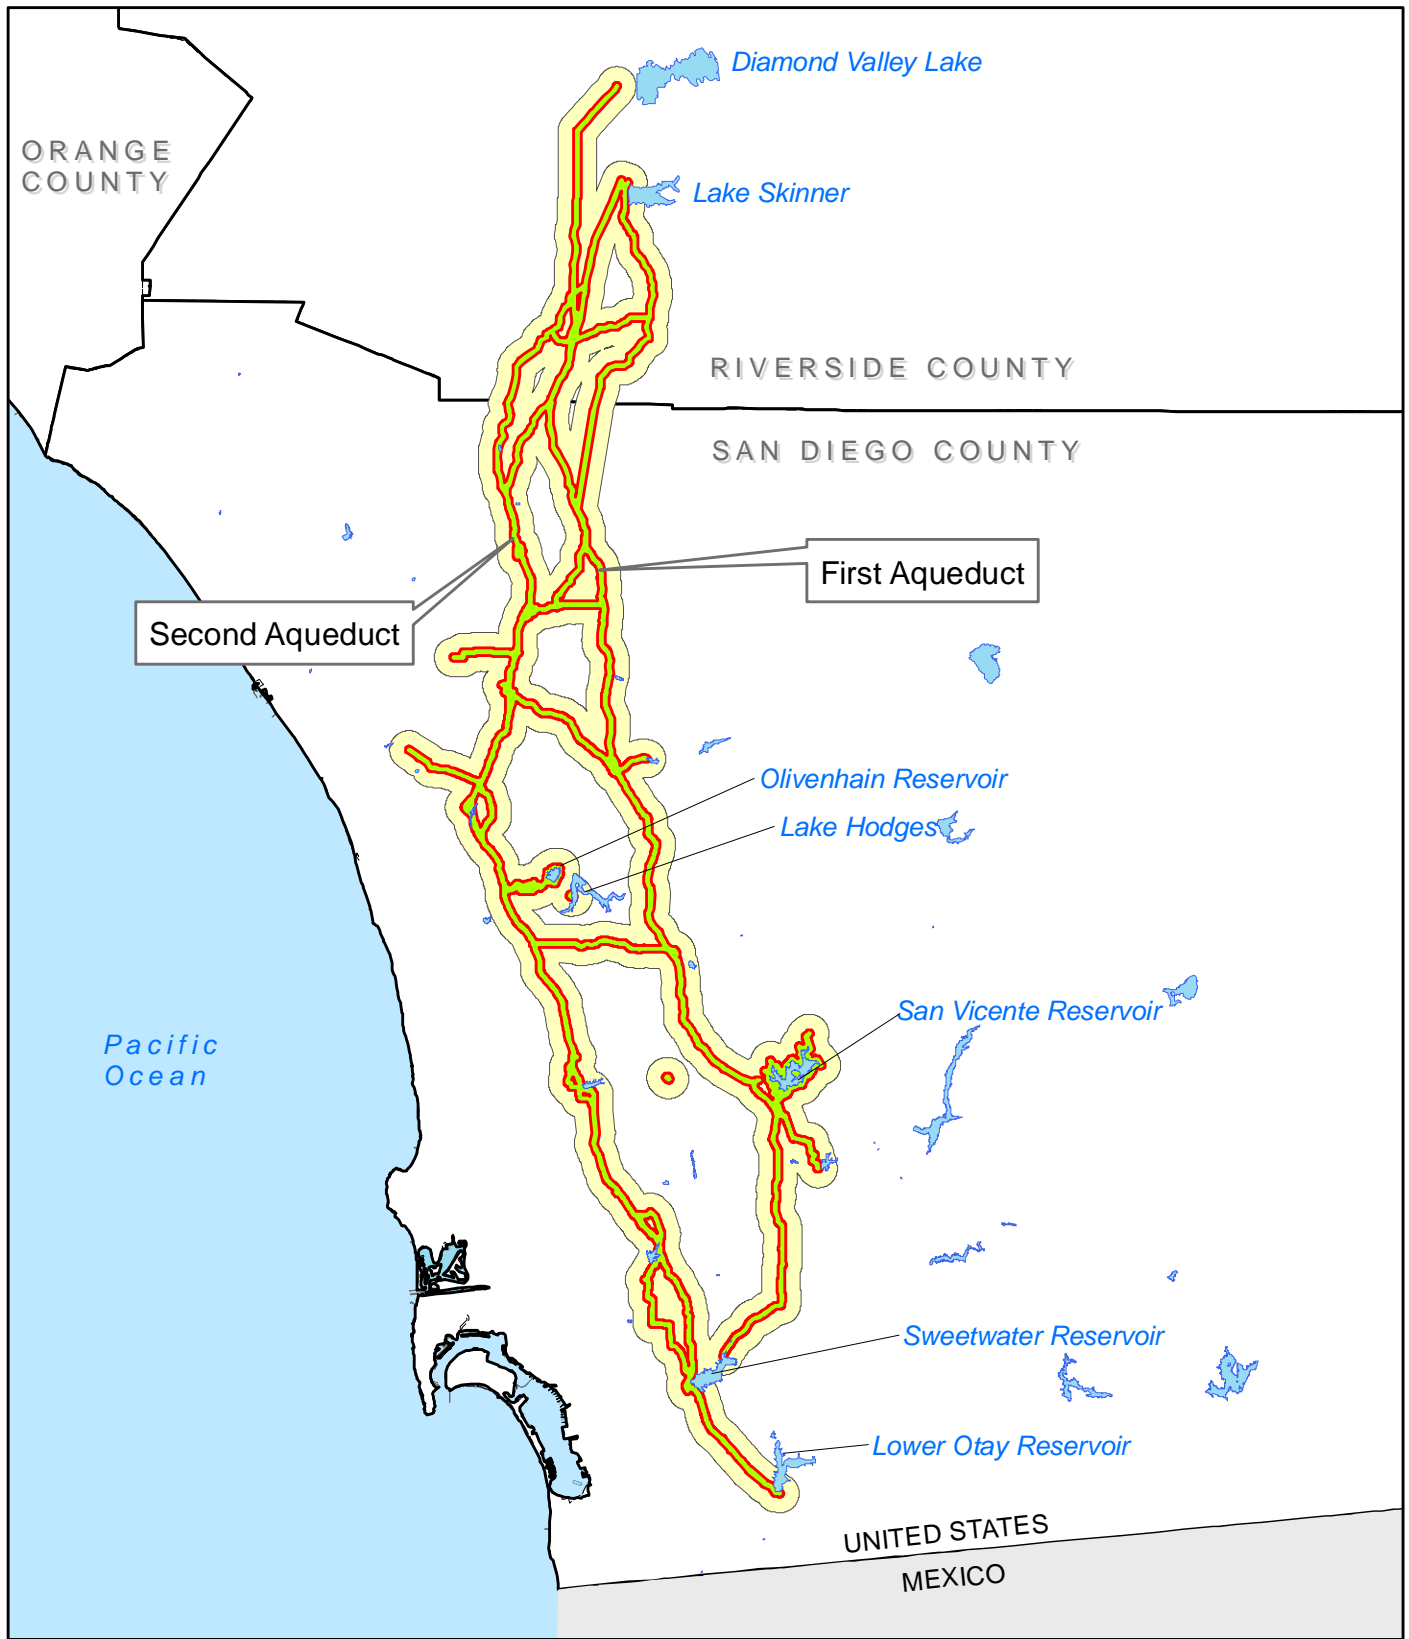 Diamond Valley Lake
ORANGE
COUNTY
Lake Skinner
RIVERSIDE COUNTY
SAN DIEGO COUNTY
First Aqueduct
Second Aqueduct
Olivenhain Reservoir
Lake Hodges
San Vicente Reservoir
Pacific
Ocean
Sweetwater Reservoir
Lower Otay Reservoir
UNITED STATES
MEXICO